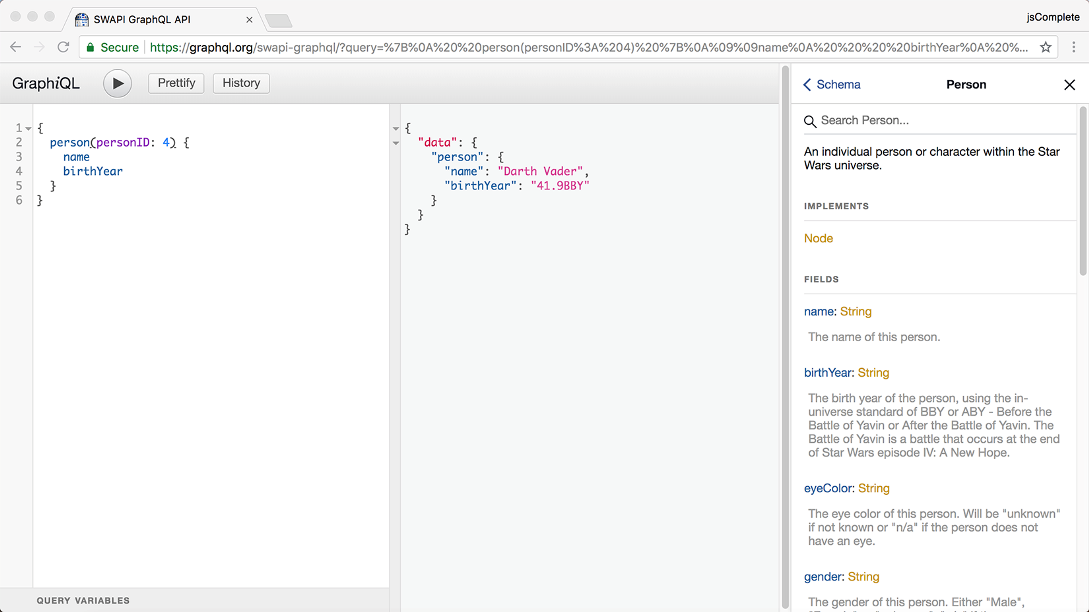 SWAPI GraphQL API
jsComplete
Secure
https://graphql.org/swapi-graphql/?query=%7B%0A%20%20person(personID%3A%204)%20%7B%0A%09%09name%0A%20%20%20%20birthYear%0A%20%...
GraphiQL
Prettify
History
1
2
3
4
5
6
{
person(personID: 4) {
name
birthYear
}
}
QUERY VARIABLES
{
"data": {
"person": {
"name": "Darth Vader",
"birthYear": "41.9BBY"
}
}
}
Schema
Person
Search Person...
An individual person or character within the Star
Wars universe.
IMPLEMENTS
Node
FIELDS
name: String
The name of this person.
birthYear: String
The birth year of the person, using the in-
universe standard of BBY or ABY - Before the
Battle of Yavin or After the Battle of Yavin. The
Battle of Yavin is a battle that occurs at the end
of Star Wars episode IV: A New Hope.
eyeColor: String
The eye color of this person. Will be "unknown"
if not known or "n/a" if the person does not
have an eye.
gender: String
The gender of this person. Either "Male",